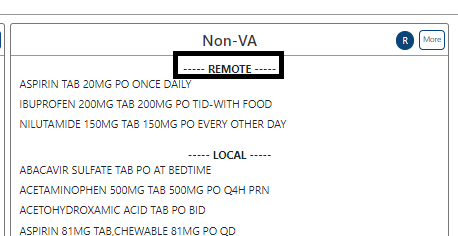 Non-VA
R
More
----- REMOTE -----
ASPIRIN TAB 20MG PO ONCE DAILY
IBUPROFEN 200MG TAB 200MG PO TID-WITH FOOD
NILUTAMIDE 150MG TAB 150MG PO EVERY OTHER DAY
----- LOCAL -----
ABACAVIR SULFATE TAB PO AT BEDTIME
ACETAMINOPHEN 500MG TAB 500MG PO Q4H PRN
ACETOHYDROXAMIC ACID TAB PO BID
ASPIRIN 81MG TAB,CHEWABLE 81MG PO QD